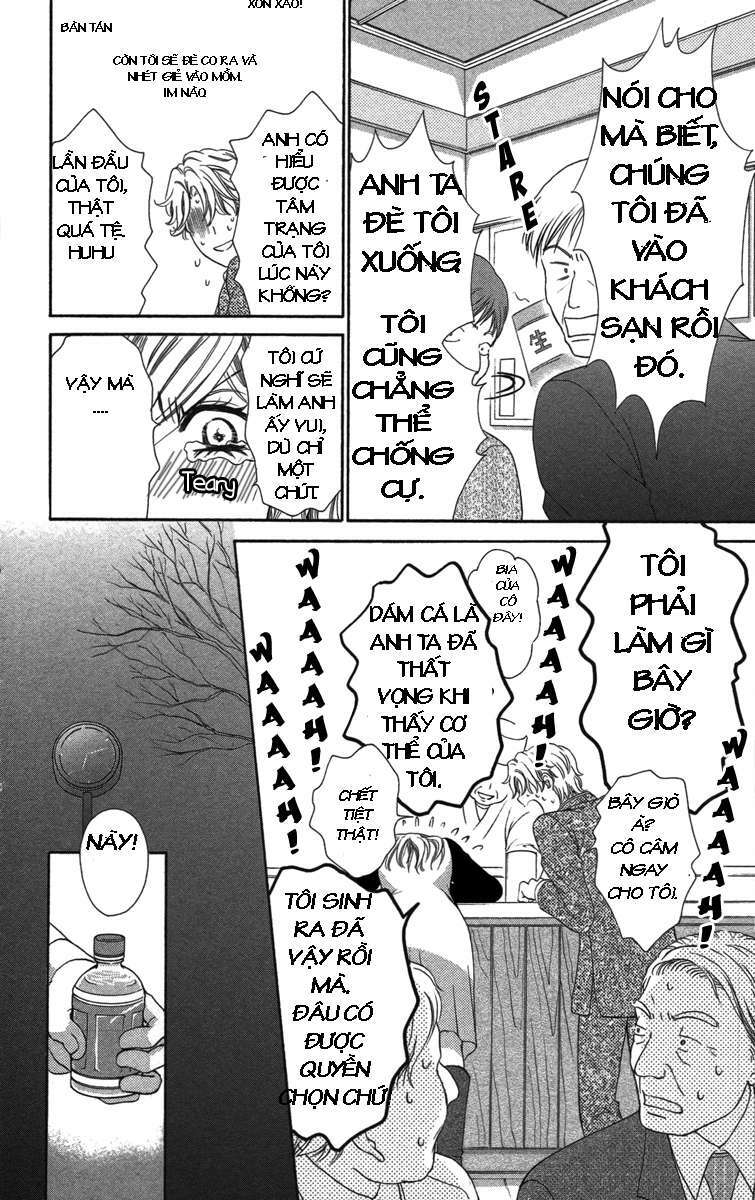 NÓI CHO
MÀ BIẾT,
CHÚNG
TÔI ĐÃ
VÀO
KHÁCH
SẠN RỒI
ĐÓ.
STARE
生
ANH TA
ĐÈ TÔI
XUỐNG
TÔI
CŨNG
CHẲNG
THỂ
CHỐNG
CỰ.
XÔN XAO!
BÀN TÁN
CÒN TÔI SẼ ĐÈ CO RA VÀ
NHÉT GIẺ VÀO MỒM.
IM NÀO.
ANH CÓ
HIỂU
ĐƯỢC
TÂM
TRẠNG
CỦA TÔI
LÚC NÀY
KHÔNG?
LẦN ĐẦU
CỦA TÔI,
THẬT
QUÁ TỆ
HUHU
TÔI CỨ
NGHĨ SẼ
LÀM ANH
ẤY VUI,
DÙ CHỈ
MỘT
CHÚT.
VẬY MÀ
....
Teary
TÔI
PHẢI
LÀM GÌ
BÂY
GIỜ?
WAAAAH!
BIA
CỦA
CÔ
ĐÂY!
WAAAAH!
DÁM CÁ LÀ
ANH TA ĐÃ
THẤT
VỌNG KHI
THẤY CƠ
THỂ CỦA
TÔI.
WAAAAAH!
WAAAAH!
BÂY GIỜ
À?
CÔ CÂM
NGAY
CHO TÔI.
CHẾT
TIỆT
THẬT!
TÔI SINH
RA ĐÃ
VẬY RỒI
MÀ.
ĐÂU CÓ
ĐƯỢC
QUYỀN
CHỌN CHỨ
NÀY!